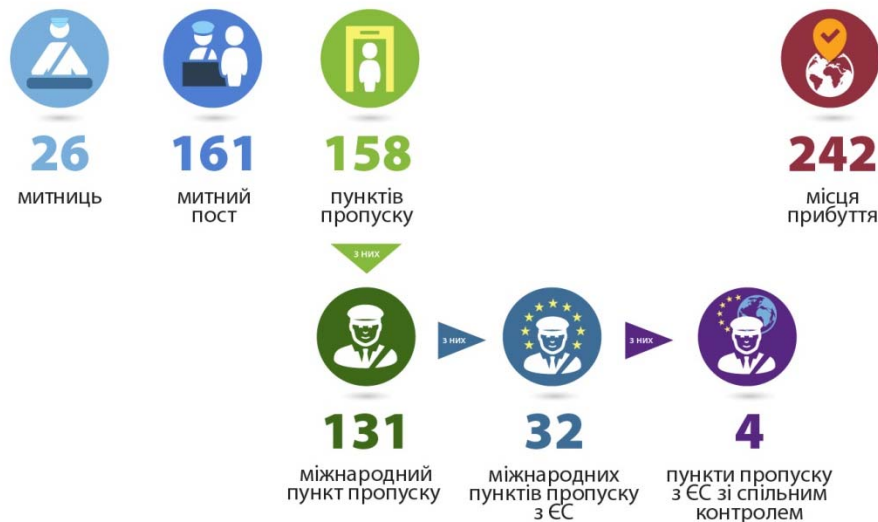 26
митниць
161
митний
пост
158
пунктів
пропуску
242
місця
прибуття
з них
131
міжнародний
пункт пропуску
з них
32
міжнародних
пунктів пропуску
з ЄС
з них
4
пункти пропуску
з ЄС зі спільним
контролем